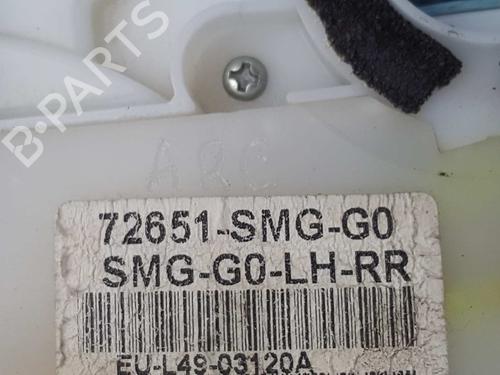 B-PARTS
ARC
72651-SMG-G0
SMG-G0-LH-RR
EU-L49-03120A